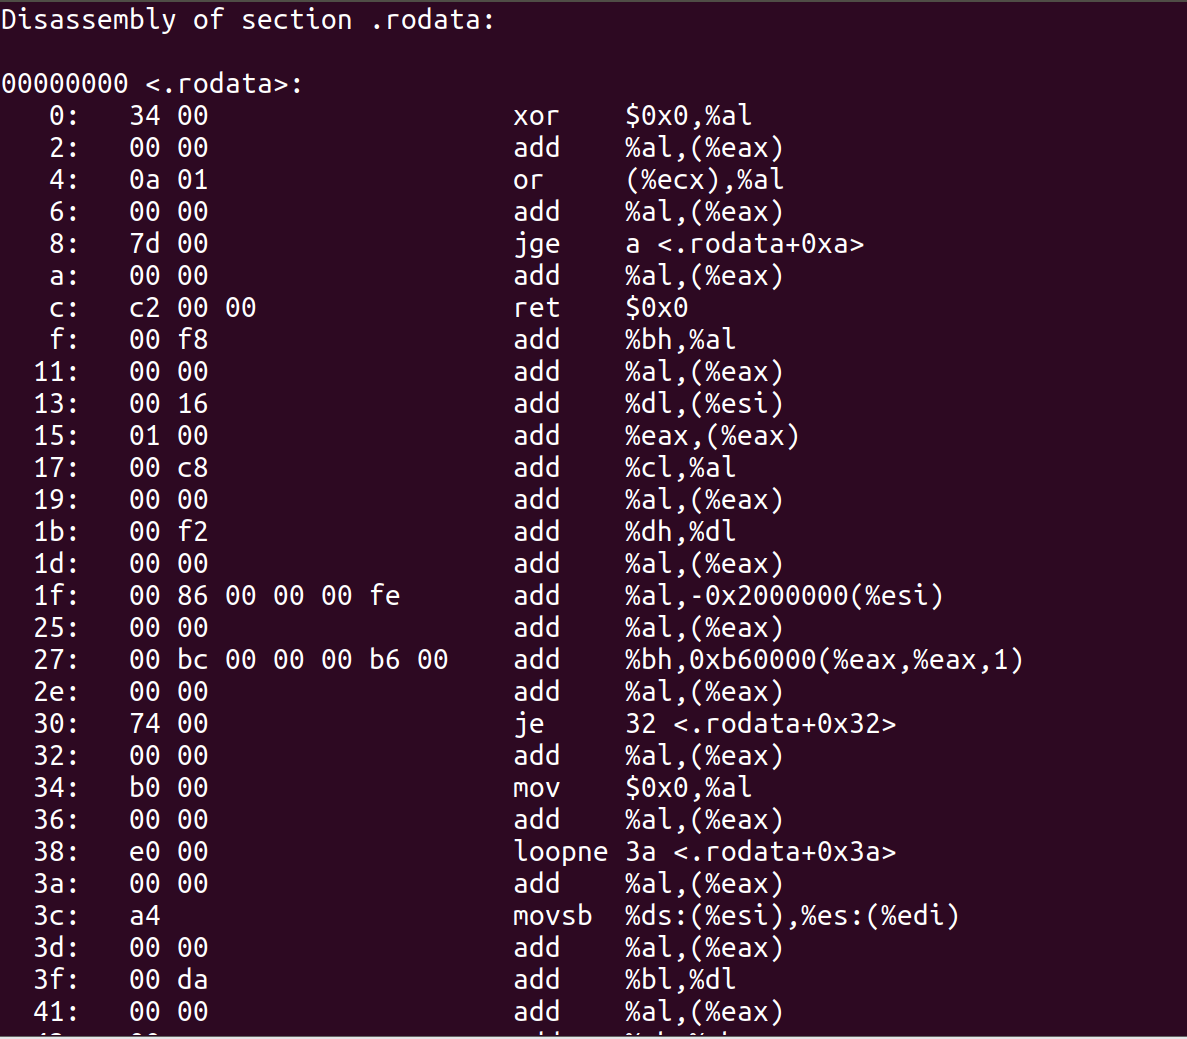 Disassembly of section .rodata:
00000000 <.rodata>:
0: 34 00 xor $0x0,%al
2: 00 00 add %al,(%eax)
4: 0a 01 or (%ecx),%al
6: 00 00 add %al,(%eax)
8: 7d 00 jge a <.rodata+0xa>
a: 00 00 add %al,(%eax)
c: c2 00 00 ret $0x0
f: 00 f8 add %bh,%al
11: 00 00 add %al,(%eax)
13: 00 16 add %dl,(%esi)
15: 01 00 add %eax,(%eax)
17: 00 c8 add %cl,%al
19: 00 00 add %al,(%eax)
1b: 00 f2 add %dh,%dl
1d: 00 00 add %al,(%eax)
1f: 00 86 00 00 00 fe add %al,-0x2000000(%esi)
25: 00 00 add %al,(%eax)
27: 00 bc 00 00 00 b6 00 add %bh,0xb60000(%eax,%eax,1)
2e: 00 00 add %al,(%eax)
30: 74 00 je 32 <.rodata+0x32>
32: 00 00 add %al,(%eax)
34: b0 00 mov $0x0,%al
36: 00 00 add %al,(%eax)
38: e0 00 loopne 3a <.rodata+0x3a>
3a: 00 00 add %al,(%eax)
3c: a4 movsb %ds:(%esi),%es:(%edi)
3d: 00 00 add %al,(%eax)
3f: 00 da add %bl,%dl
41: 00 00 add %al,(%eax)